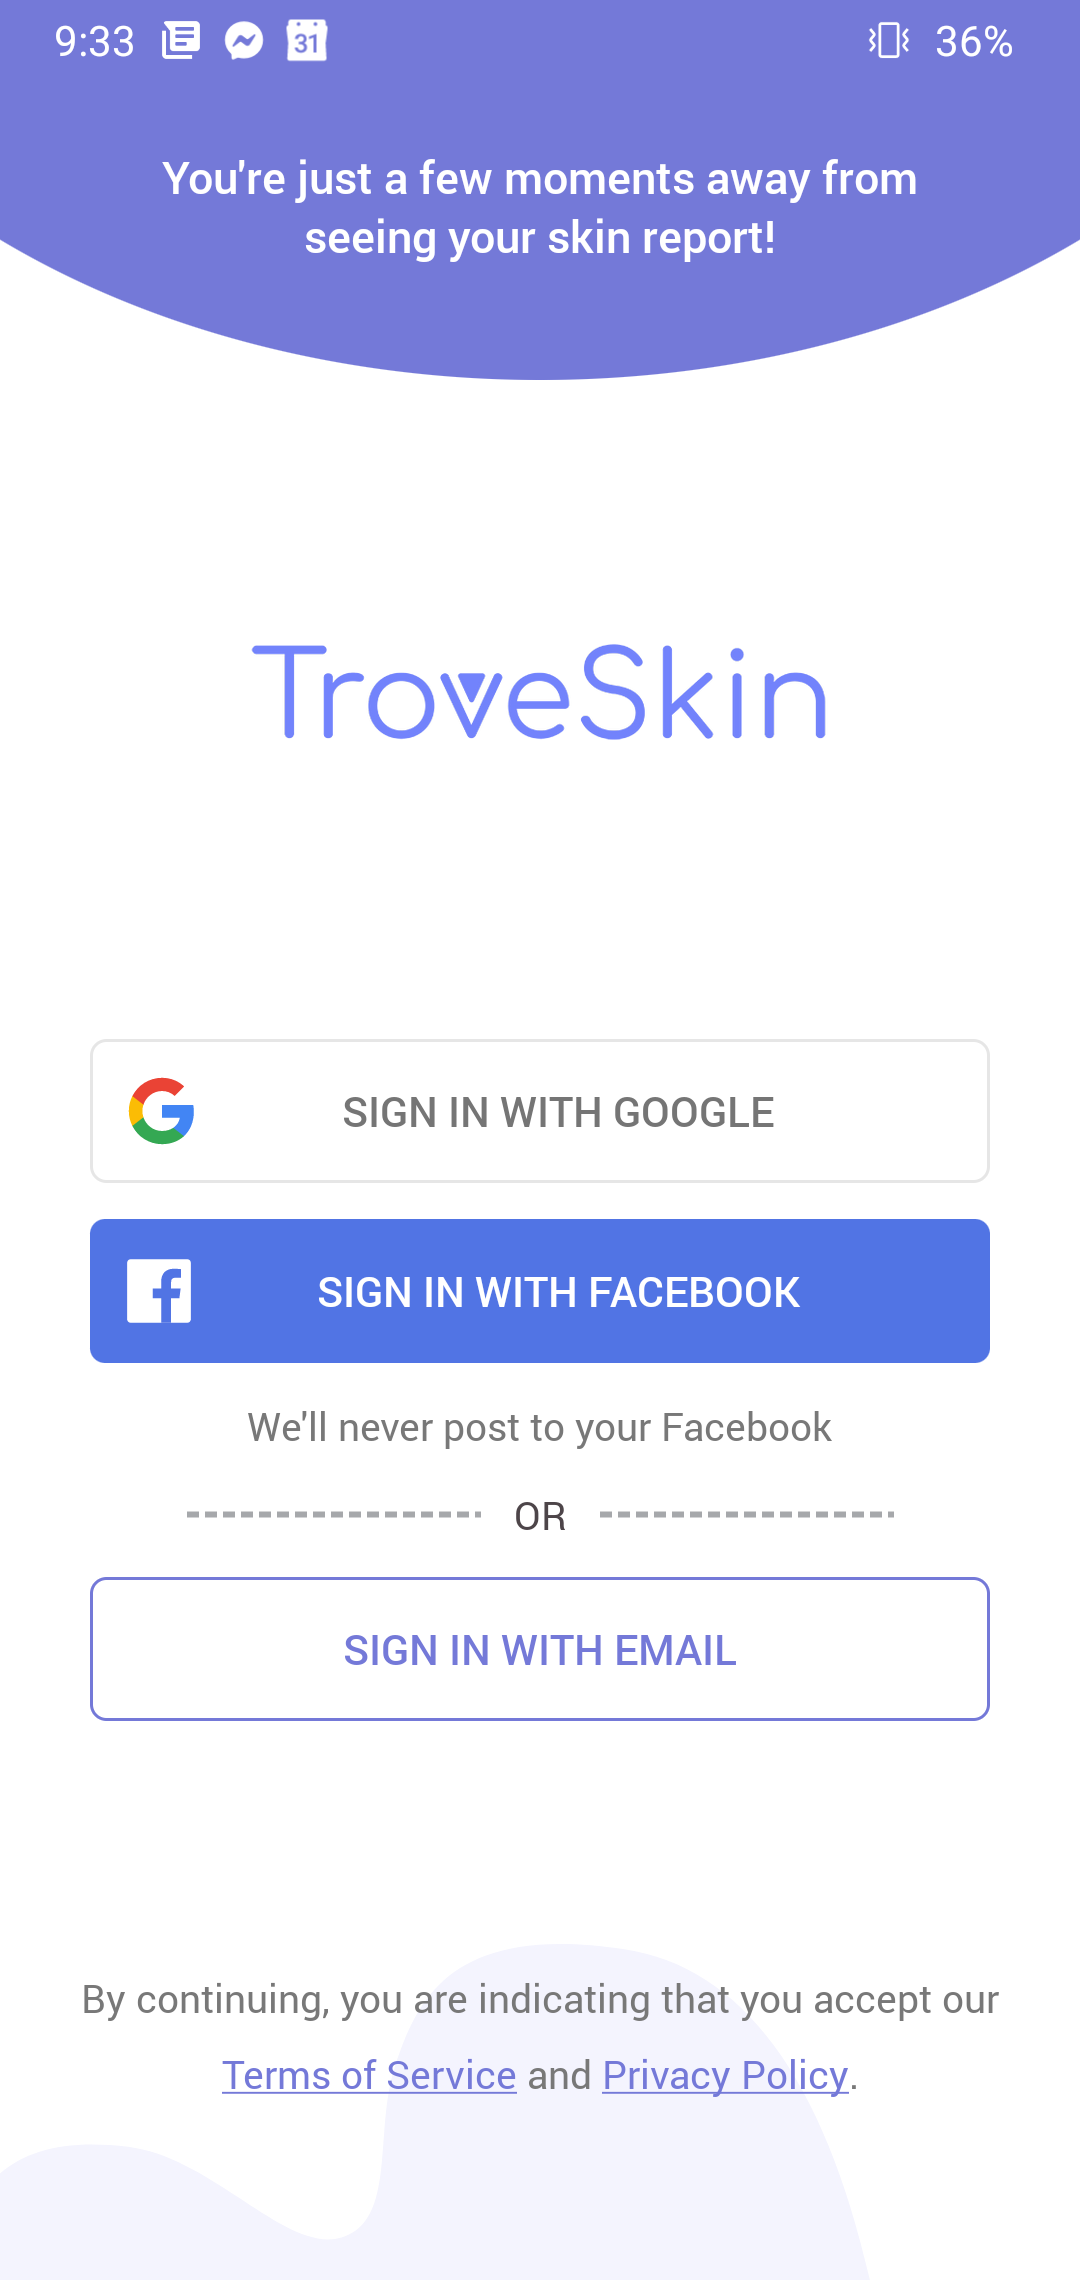 9:33 31 36%
You're just a few moments away from
seeing your skin report!
TroveSkin
SIGN IN WITH GOOGLE
SIGN IN WITH FACEBOOK
We'll never post to your Facebook
OR
SIGN IN WITH EMAIL
By continuing, you are indicating that you accept our
Terms of Service and Privacy Policy.